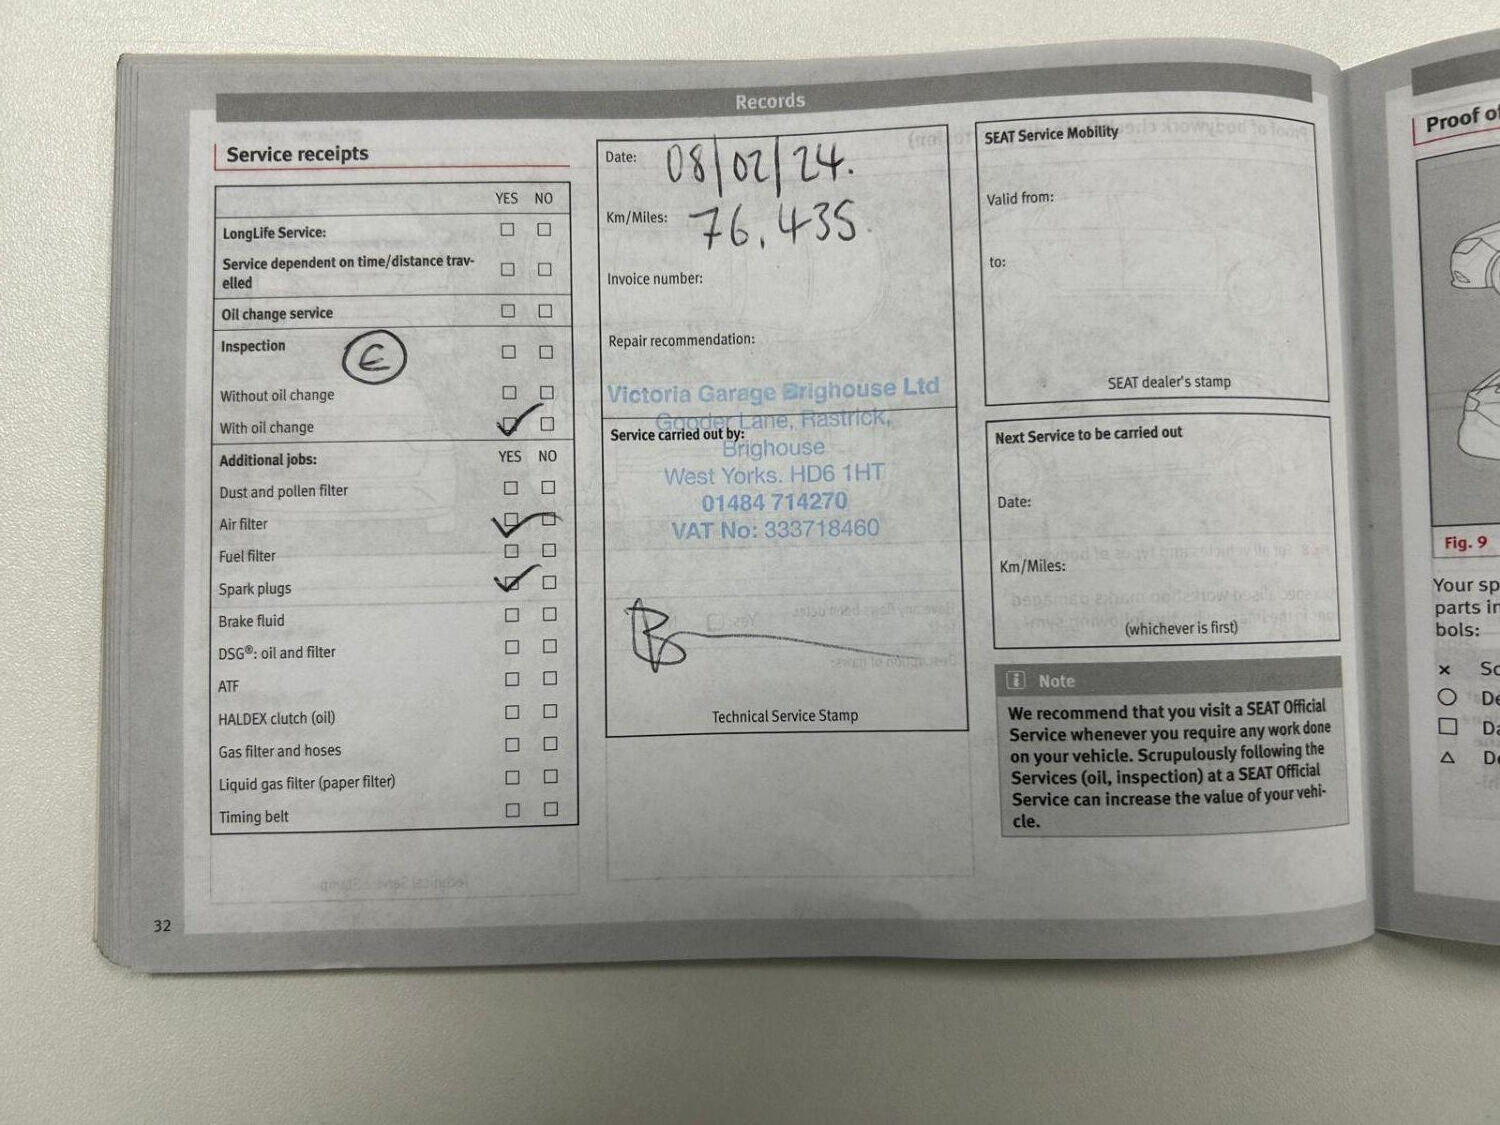 Records
Service receipts
YES NO
LongLife Service:
Service dependent on time/distance trav-
elled
Oil change service
Inspection
Without oil change
With oil change
Additional jobs: YES NO
Dust and pollen filter
Air filter
Fuel filter
Spark plugs
Brake fluid
DSG®: oil and filter
ATF
HALDEX clutch (oil)
Gas filter and hoses
Liquid gas filter (paper filter)
Timing belt
32
Date: 08/02/24.
Km/Miles: 76,435
Invoice number:
Repair recommendation:
Victoria Garage Brighouse Ltd
Gooder Lane, Rastrick,
Service carried out by:
Brighouse
West Yorks. HD6 1HT
01484 714270
VAT No: 333718460
Technical Service Stamp
SEAT Service Mobility
Valid from:
to:
SEAT dealer's stamp
Next Service to be carried out
Date:
Km/Miles:
(whichever is first)
i Note
We recommend that you visit a SEAT Official
Service whenever you require any work done
on your vehicle. Scrupulously following the
Services (oil, inspection) at a SEAT Official
Service can increase the value of your vehi-
cle.
Proof of
Fig. 9
Your sp
parts in
bols: